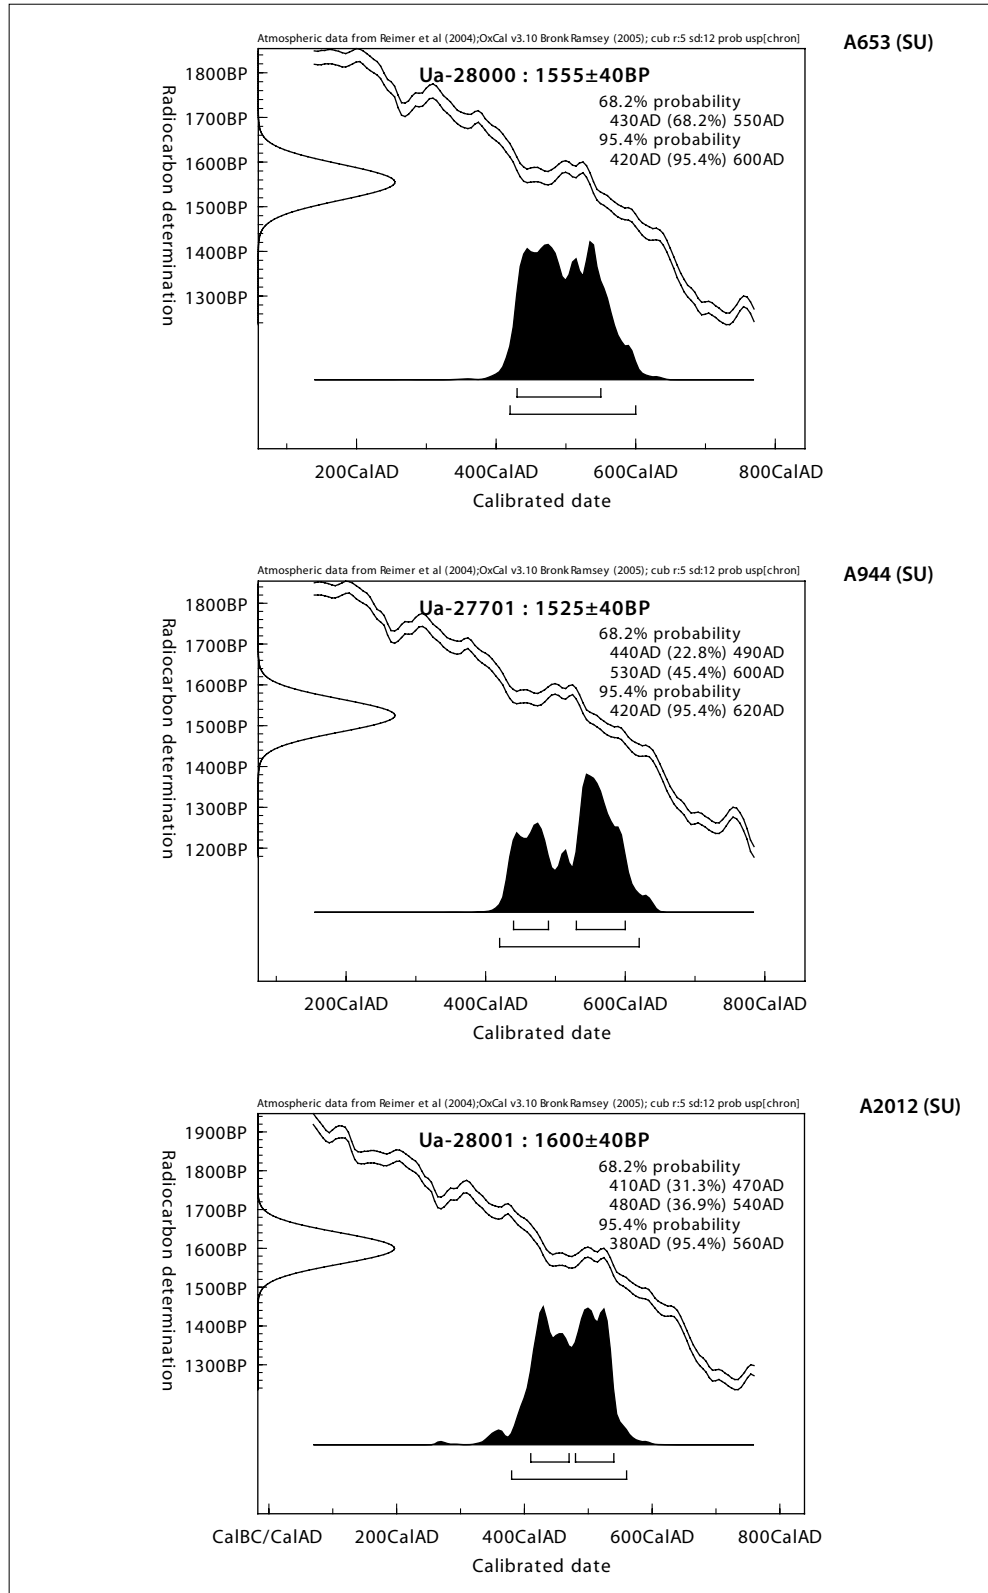 Atmospheric data from Reimer et al (2004);OxCal v3.10 Bronk Ramsey (2005); cub r:5 sd:12 prob usp[chron]
A653 (SU)
Ua-28000 : 1555±40BP
68.2% probability
430AD (68.2%) 550AD
95.4% probability
420AD (95.4%) 600AD
Radiocarbon determination
1800BP
1700BP
1600BP
1500BP
1400BP
1300BP
200CalAD 400CalAD 600CalAD 800CalAD
Calibrated date
Atmospheric data from Reimer et al (2004);OxCal v3.10 Bronk Ramsey (2005); cub r:5 sd:12 prob usp[chron]
A944 (SU)
Ua-27701 : 1525±40BP
68.2% probability
440AD (22.8%) 490AD
530AD (45.4%) 600AD
95.4% probability
420AD (95.4%) 620AD
Radiocarbon determination
1800BP
1700BP
1600BP
1500BP
1400BP
1300BP
1200BP
200CalAD 400CalAD 600CalAD 800CalAD
Calibrated date
Atmospheric data from Reimer et al (2004);OxCal v3.10 Bronk Ramsey (2005); cub r:5 sd:12 prob usp[chron]
A2012 (SU)
Ua-28001 : 1600±40BP
68.2% probability
410AD (31.3%) 470AD
480AD (36.9%) 540AD
95.4% probability
380AD (95.4%) 560AD
Radiocarbon determination
1900BP
1800BP
1700BP
1600BP
1500BP
1400BP
1300BP
CalBC/CalAD 200CalAD 400CalAD 600CalAD 800CalAD
Calibrated date